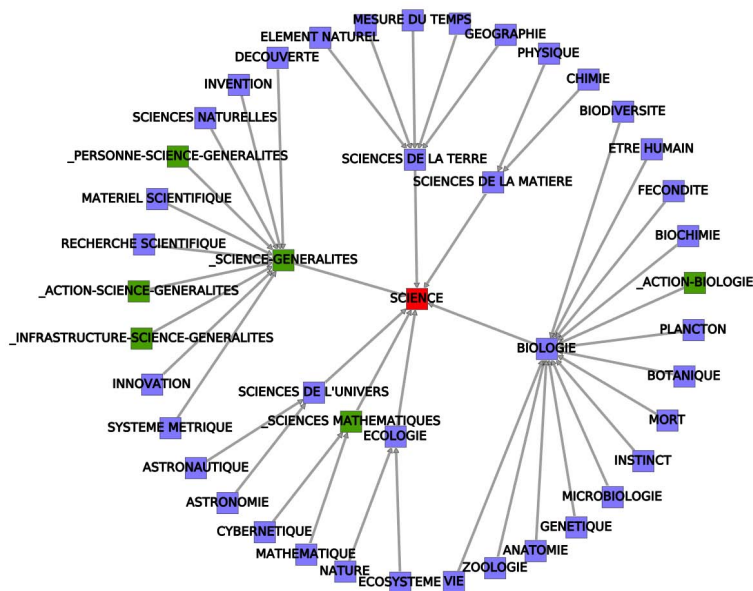 MESURE DU TEMPS
ELEMENT NATUREL
GEOGRAPHIE
DECOUVERTE
PHYSIQUE
INVENTION
CHIMIE
SCIENCES NATURELLES
BIODIVERSITE
_PERSONNE-SCIENCE-GENERALITES
SCIENCES DE LA TERRE
ETRE HUMAIN
SCIENCES DE LA MATIERE
MATERIEL SCIENTIFIQUE
FECONDITE
RECHERCHE SCIENTIFIQUE
BIOCHIMIE
_SCIENCE-GENERALITES
_ACTION-BIOLOGIE
_ACTION-SCIENCE-GENERALITES
SCIENCE
_INFRASTRUCTURE-SCIENCE-GENERALITES
PLANCTON
BIOLOGIE
INNOVATION
BOTANIQUE
SCIENCES DE L'UNIVERS
_SCIENCES MATHEMATIQUES
MORT
SYSTEME METRIQUE
ECOLOGIE
INSTINCT
ASTRONAUTIQUE
MICROBIOLOGIE
ASTRONOMIE
GENETIQUE
CYBERNETIQUE
MATHEMATIQUE
ANATOMIE
NATURE
ZOOLOGIE
ECOSYSTEME
VIE